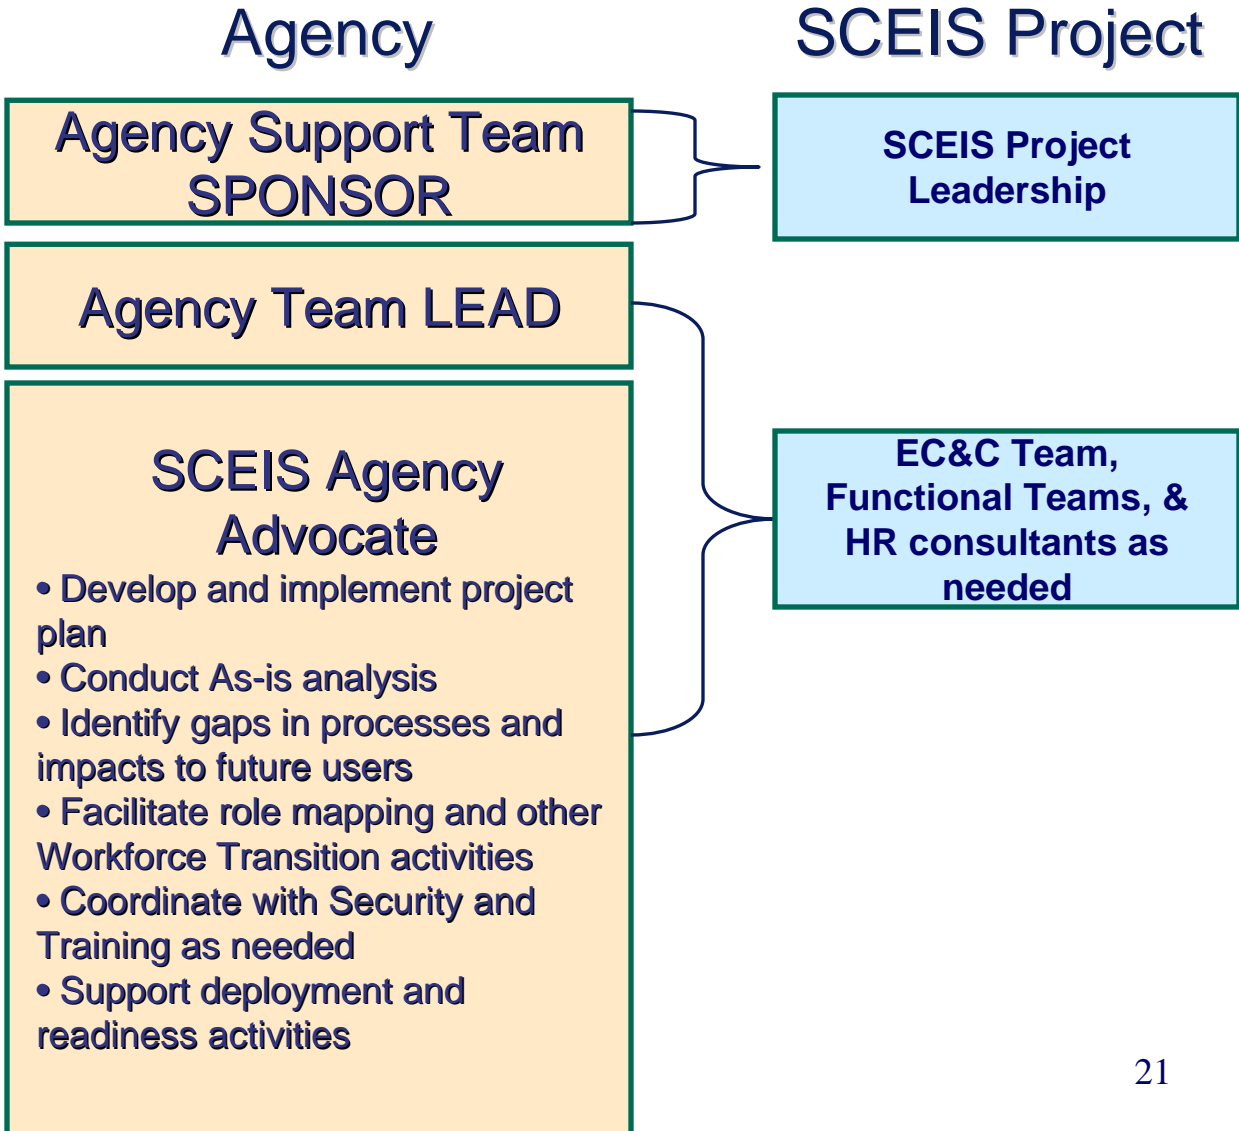 Agency
SCEIS Project
Agency Support Team
SPONSOR
SCEIS Project
Leadership
Agency Team LEAD
SCEIS Agency
Advocate
• Develop and implement project
plan
• Conduct As-is analysis
• Identify gaps in processes and
impacts to future users
• Facilitate role mapping and other
Workforce Transition activities
• Coordinate with Security and
Training as needed
• Support deployment and
readiness activities
EC&C Team,
Functional Teams, &
HR consultants as
needed
21